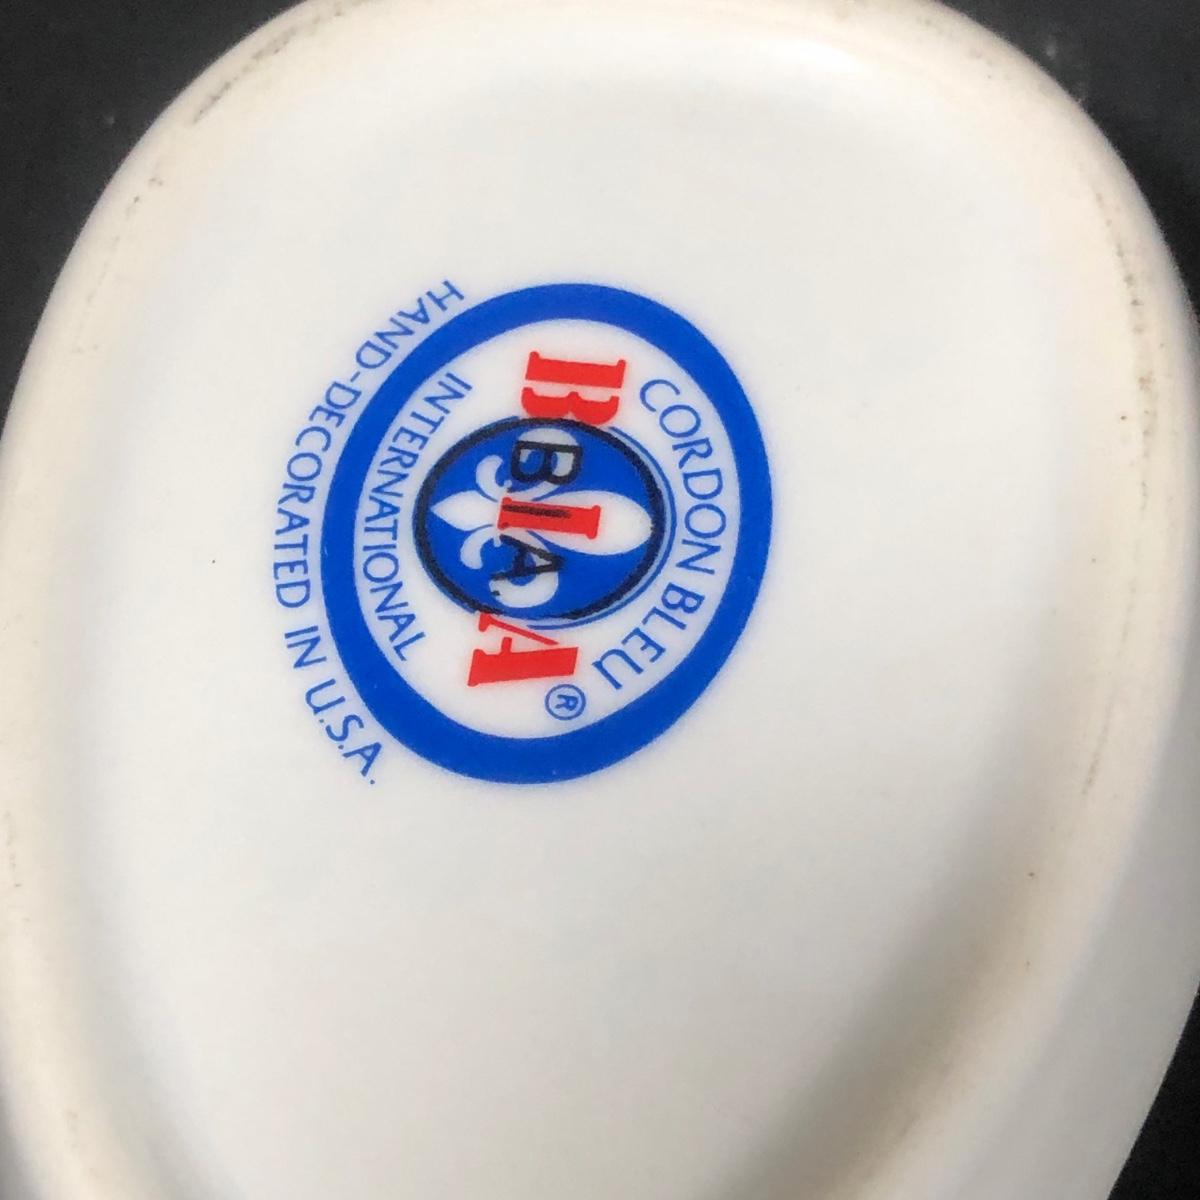 CORDON BLEU
BIA ®
BIA
INTERNATIONAL
HAND-DECORATED IN U.S.A.